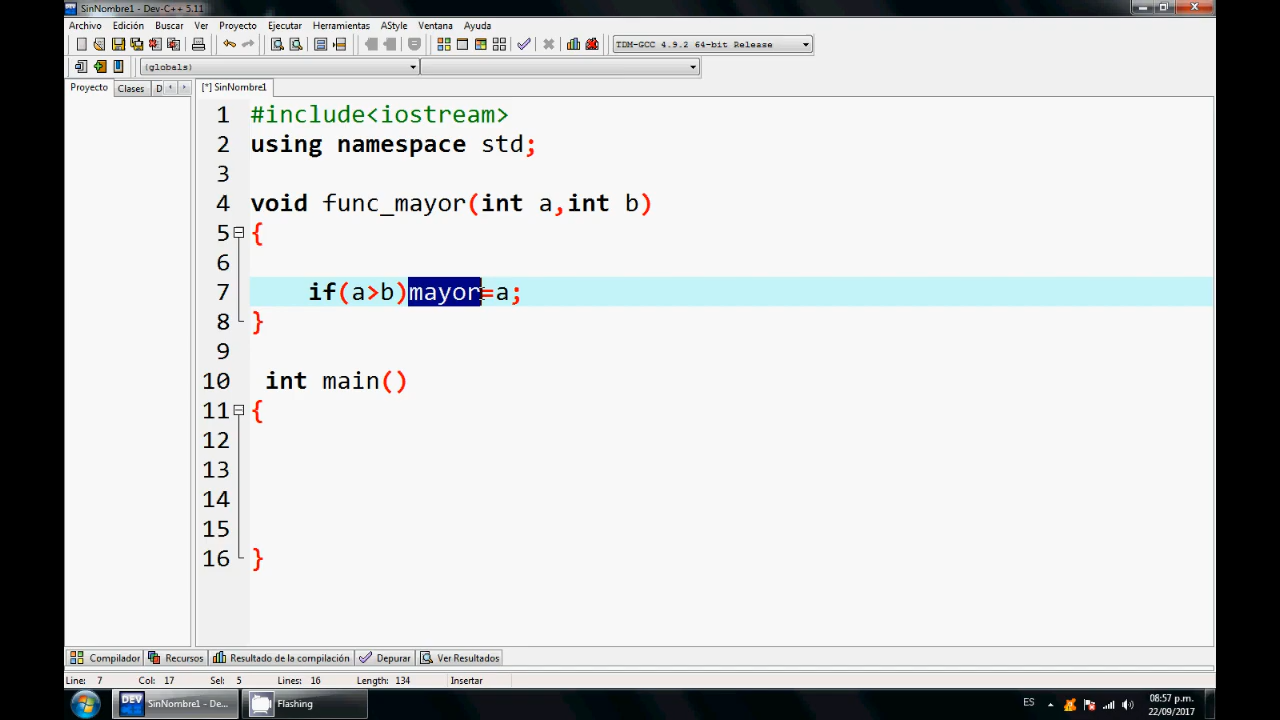 SinNombre1 - Dev-C++ 5.11
Archivo Edición Buscar Ver Proyecto Ejecutar Herramientas AStyle Ventana Ayuda
TDM-GCC 4.9.2 64-bit Release
(globals)
Proyecto Clases D [*] SinNombre1
1 #include<iostream>
2 using namespace std;
3
4 void func_mayor(int a,int b)
5 {
6
7 if(a>b)mayor=a;
8 }
9
10 int main()
11 {
12
13
14
15
16 }
Compilador Recursos Resultado de la compilación Depurar Ver Resultados
Line: 7 Col: 17 Sel: 5 Lines: 16 Length: 134 Insertar
DEV SinNombre1 - De... Flashing ES 08:57 p.m.
22/09/2017